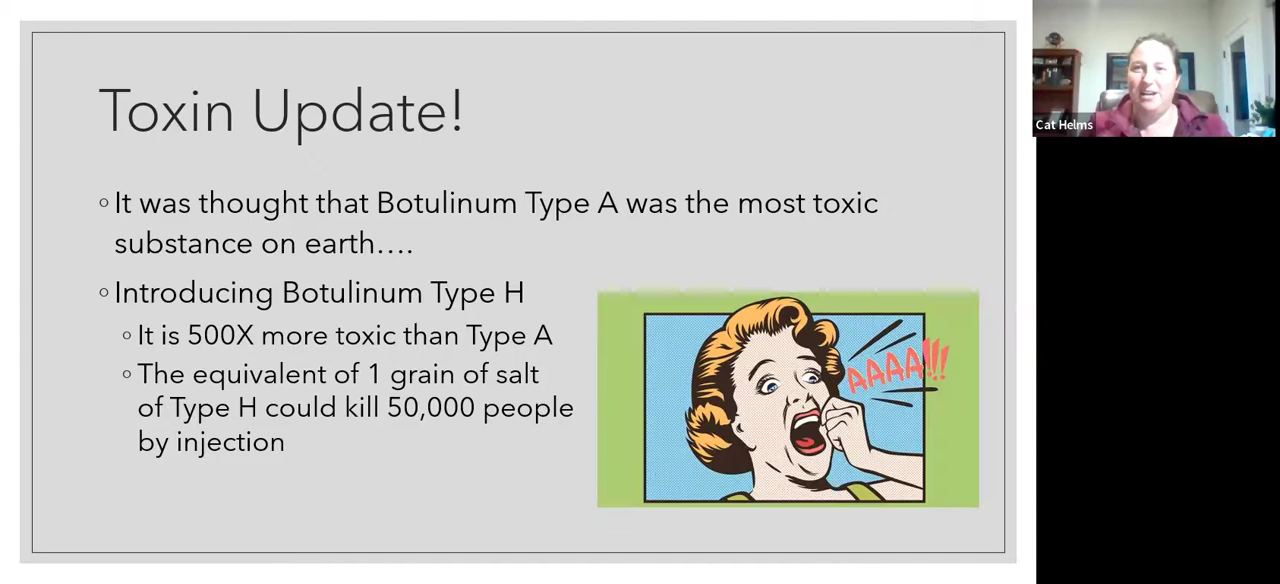 Toxin Update!
◦It was thought that Botulinum Type A was the most toxic
substance on earth….
◦Introducing Botulinum Type H
◦It is 500X more toxic than Type A
◦The equivalent of 1 grain of salt
of Type H could kill 50,000 people
by injection
AAAA!!!
Cat Helms